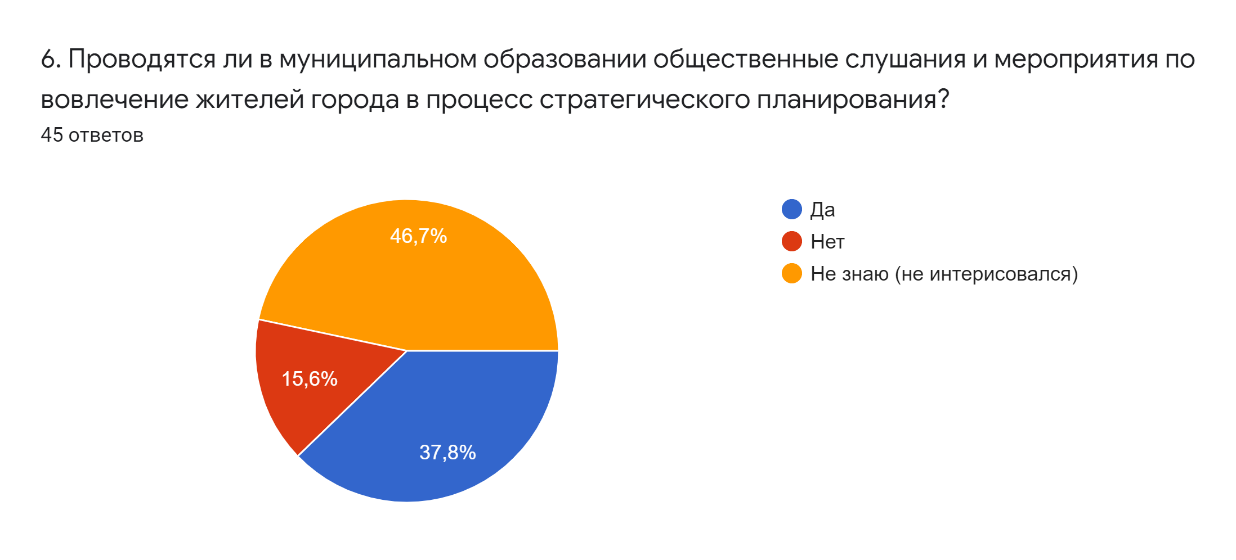 6. Проводятся ли в муниципальном образовании общественные слушания и мероприятия по
вовлечение жителей города в процесс стратегического планирования?
45 ответов
46,7%
15,6%
37,8%
Да
Нет
Не знаю (не интерисовался)